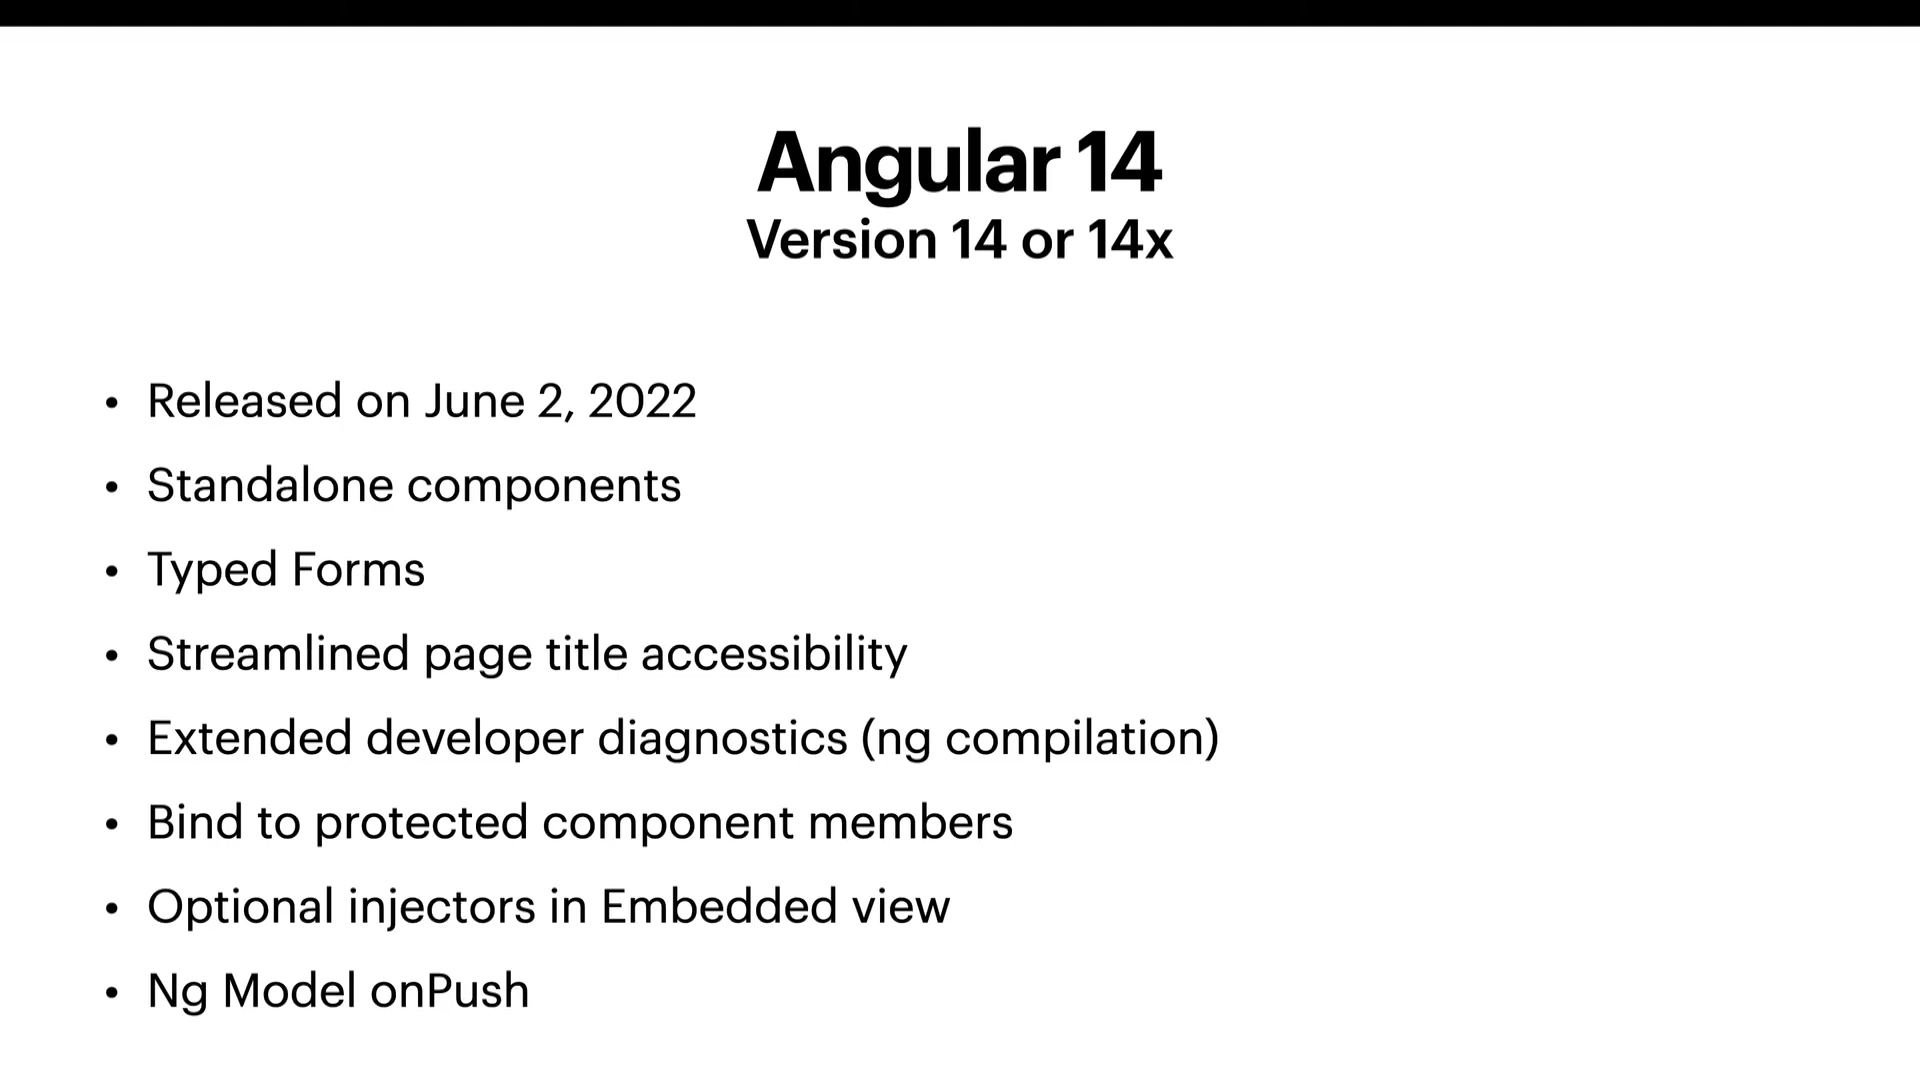 Angular 14
Version 14 or 14x
• Released on June 2, 2022
• Standalone components
• Typed Forms
• Streamlined page title accessibility
• Extended developer diagnostics (ng compilation)
• Bind to protected component members
• Optional injectors in Embedded view
• Ng Model onPush